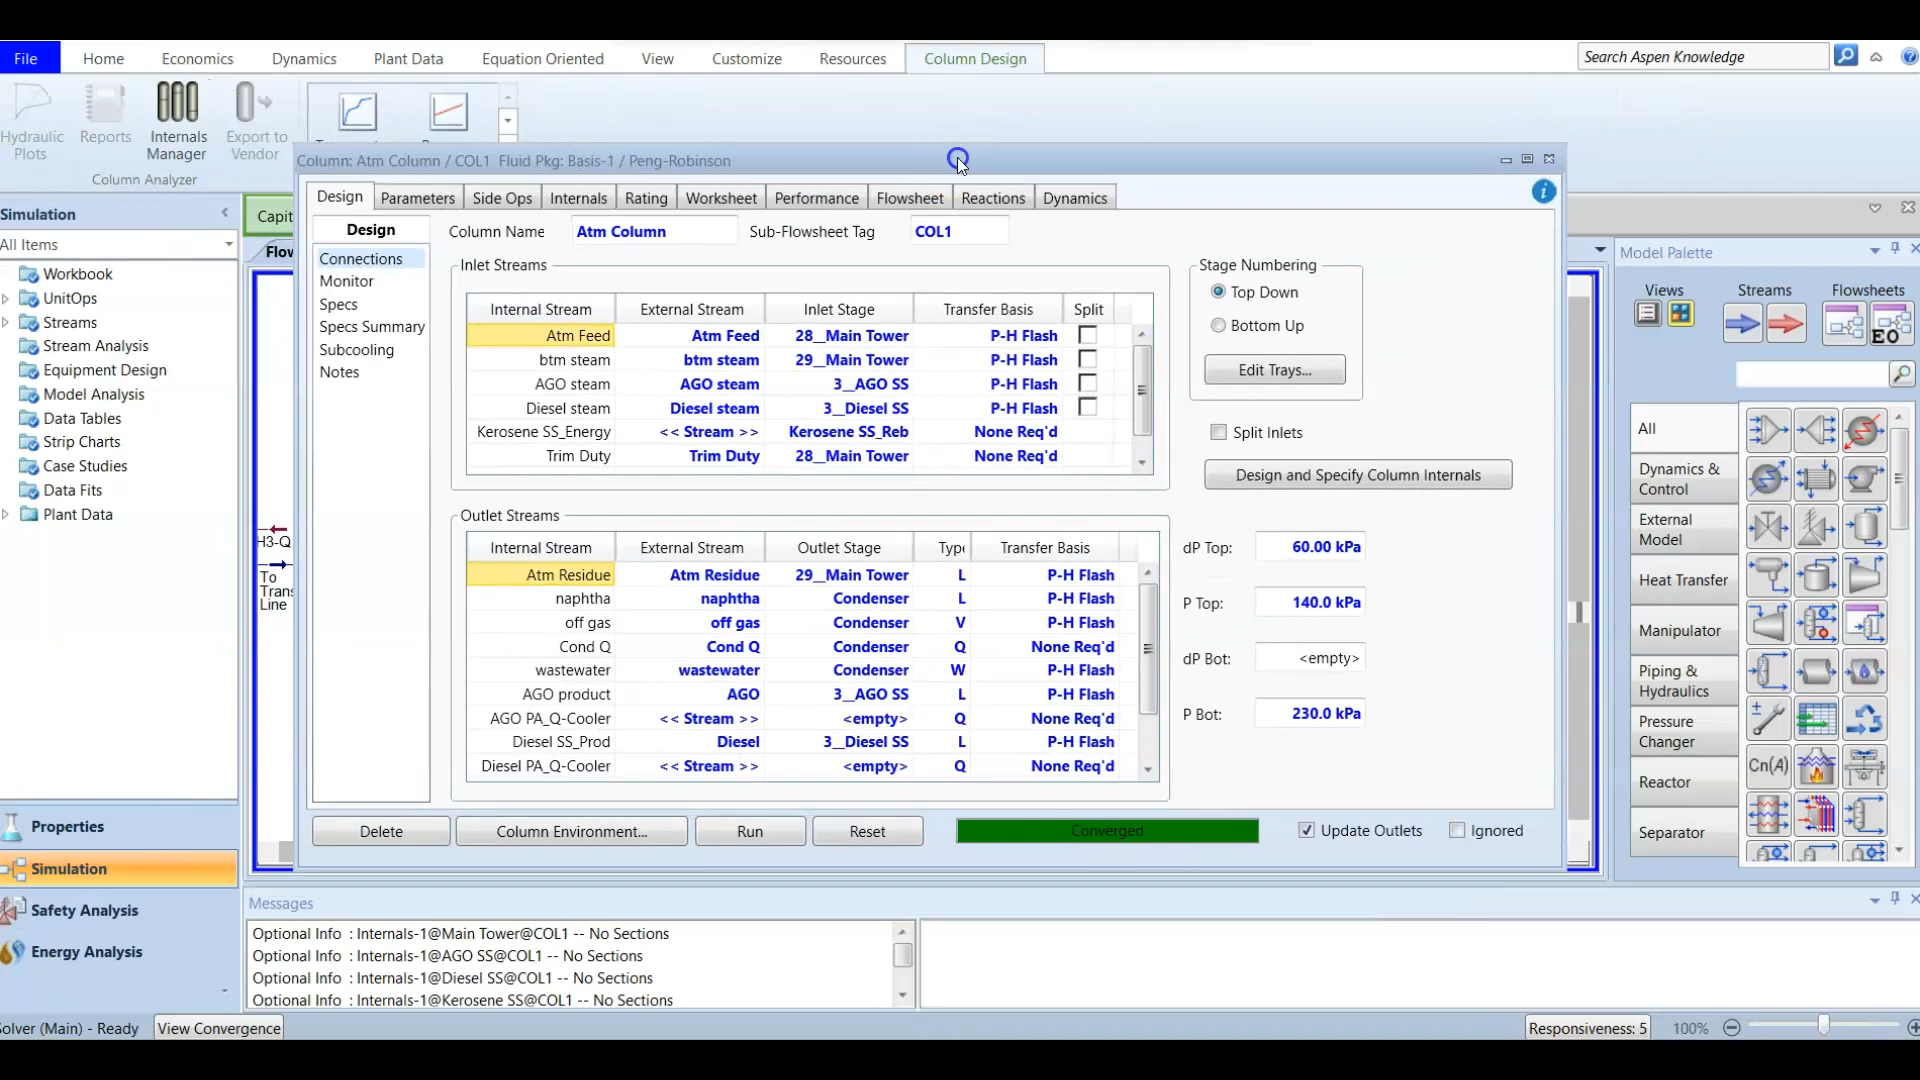 File Home Economics Dynamics Plant Data Equation Oriented View Customize Resources Column Design Search Aspen Knowledge
Hydraulic Plots
Reports
Internals Manager
Export to Vendor
Column Analyzer
Column: Atm Column / COL1 Fluid Pkg: Basis-1 / Peng-Robinson
Design Parameters Side Ops Internals Rating Worksheet Performance Flowsheet Reactions Dynamics
Simulation
All Items
Workbook
UnitOps
Streams
Stream Analysis
Equipment Design
Model Analysis
Data Tables
Strip Charts
Case Studies
Data Fits
Plant Data
Properties
Simulation
Safety Analysis
Energy Analysis
Capit
Flow
H3-Q
To
Trans
Line
Design
Connections
Monitor
Specs
Specs Summary
Subcooling
Notes
Column Name Atm Column Sub-Flowsheet Tag COL1
Inlet Streams
Internal Stream External Stream Inlet Stage Transfer Basis Split
Atm Feed Atm Feed 28__Main Tower P-H Flash
btm steam btm steam 29__Main Tower P-H Flash
AGO steam AGO steam 3__AGO SS P-H Flash
Diesel steam Diesel steam 3__Diesel SS P-H Flash
Kerosene SS_Energy << Stream >> Kerosene SS_Reb None Req'd
Trim Duty Trim Duty 28__Main Tower None Req'd
Stage Numbering
Top Down
Bottom Up
Edit Trays...
Split Inlets
Design and Specify Column Internals
Outlet Streams
Internal Stream External Stream Outlet Stage Type Transfer Basis
Atm Residue Atm Residue 29__Main Tower L P-H Flash
naphtha naphtha Condenser L P-H Flash
off gas off gas Condenser V P-H Flash
Cond Q Cond Q Condenser Q None Req'd
wastewater wastewater Condenser W P-H Flash
AGO product AGO 3__AGO SS L P-H Flash
AGO PA_Q-Cooler << Stream >> <empty> Q None Req'd
Diesel SS_Prod Diesel 3__Diesel SS L P-H Flash
Diesel PA_Q-Cooler << Stream >> <empty> Q None Req'd
dP Top: 60.00 kPa
P Top: 140.0 kPa
dP Bot: <empty>
P Bot: 230.0 kPa
Delete Column Environment... Run Reset Converged Update Outlets Ignored
Model Palette
Views Streams Flowsheets
EO
All
Dynamics & Control
External Model
Heat Transfer
Manipulator
Piping & Hydraulics
Pressure Changer
Reactor
Separator
Cn(A)
Messages
Optional Info : Internals-1@Main Tower@COL1 -- No Sections
Optional Info : Internals-1@AGO SS@COL1 -- No Sections
Optional Info : Internals-1@Diesel SS@COL1 -- No Sections
Optional Info : Internals-1@Kerosene SS@COL1 -- No Sections
Solver (Main) - Ready View Convergence Responsiveness: 5 100%